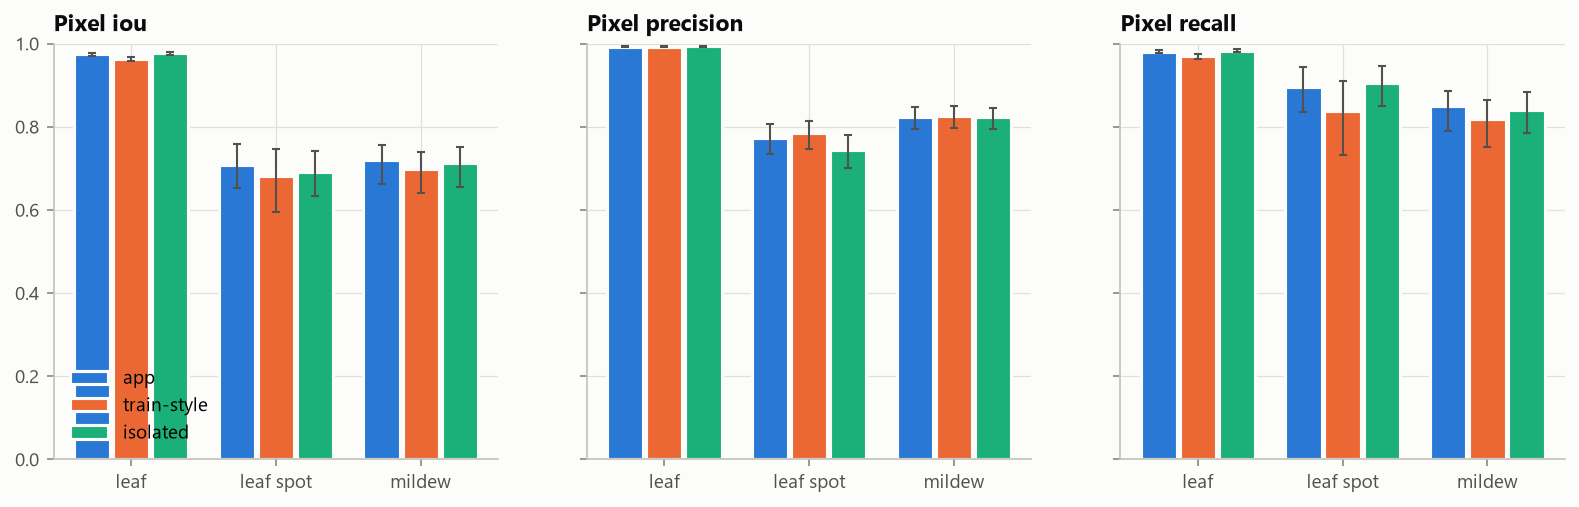 Pixel iou
1.0
0.8
0.6
0.4
0.2
0.0
app
train-style
isolated
leaf
leaf spot
mildew
Pixel precision
leaf
leaf spot
mildew
Pixel recall
leaf
leaf spot
mildew